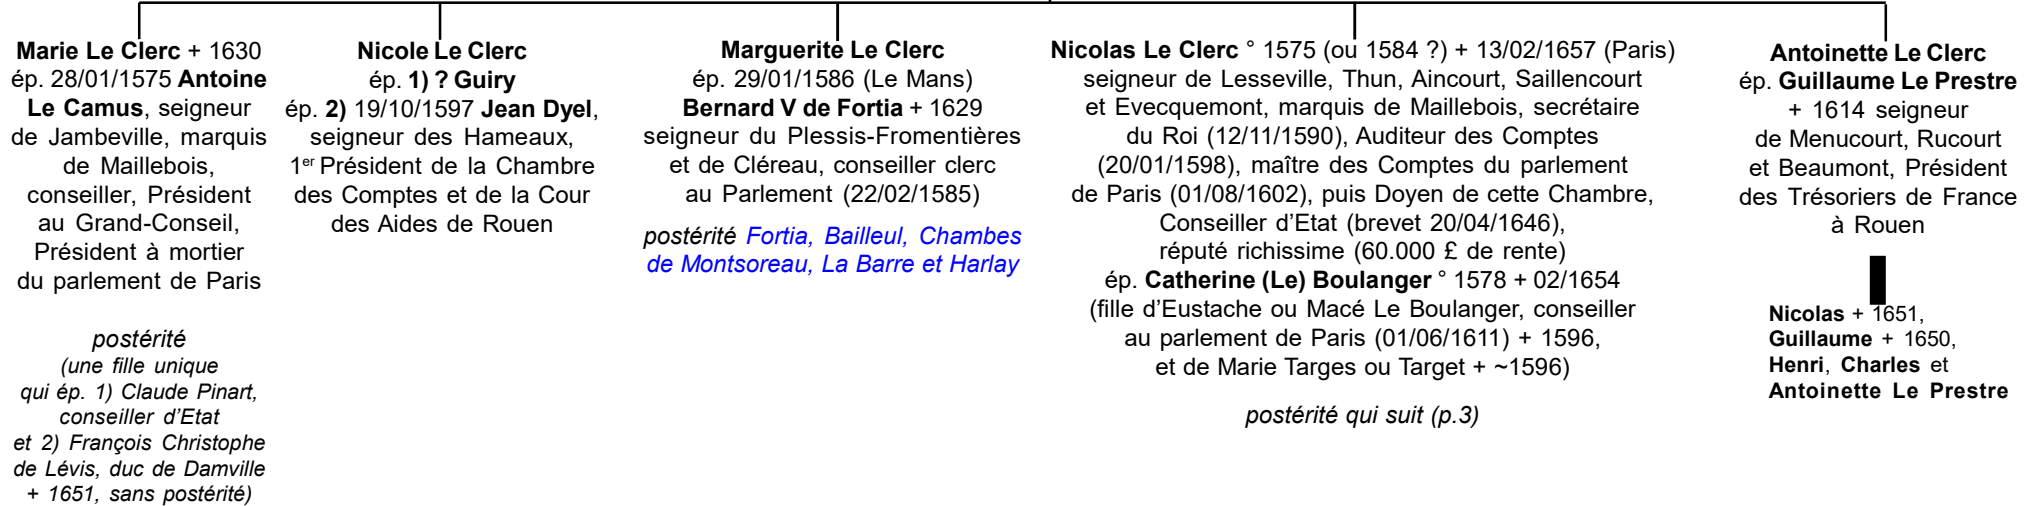 Marie Le Clerc + 1630
ép. 28/01/1575 Antoine
Le Camus, seigneur
de Jambeville, marquis
de Maillebois,
conseiller, Président
au Grand-Conseil,
Président à mortier
du parlement de Paris
postérité
(une fille unique
qui ép. 1) Claude Pinart,
conseiller d'Etat
et 2) François Christophe
de Lévis, duc de Damville
+ 1651, sans postérité)
Nicole Le Clerc
ép. 1) ? Guiry
ép. 2) 19/10/1597 Jean Dyel,
seigneur des Hameaux,
1er Président de la Chambre
des Comptes et de la Cour
des Aides de Rouen
Marguerite Le Clerc
ép. 29/01/1586 (Le Mans)
Bernard V de Fortia + 1629
seigneur du Plessis-Fromentières
et de Cléreau, conseiller clerc
au Parlement (22/02/1585)
postérité Fortia, Bailleul, Chambes
de Montsoreau, La Barre et Harlay
Nicolas Le Clerc ° 1575 (ou 1584 ?) + 13/02/1657 (Paris)
seigneur de Lesseville, Thun, Aincourt, Saillencourt
et Evecquemont, marquis de Maillebois, secrétaire
du Roi (12/11/1590), Auditeur des Comptes
(20/01/1598), maître des Comptes du parlement
de Paris (01/08/1602), puis Doyen de cette Chambre,
Conseiller d'Etat (brevet 20/04/1646),
réputé richissime (60.000 £ de rente)
ép. Catherine (Le) Boulanger ° 1578 + 02/1654
(fille d'Eustache ou Macé Le Boulanger, conseiller
au parlement de Paris (01/06/1611) + 1596,
et de Marie Targes ou Target + ~1596)
postérité qui suit (p.3)
Antoinette Le Clerc
ép. Guillaume Le Prestre
+ 1614 seigneur
de Menucourt, Rucourt
et Beaumont, Président
des Trésoriers de France
à Rouen
Nicolas + 1651,
Guillaume + 1650,
Henri, Charles et
Antoinette Le Prestre